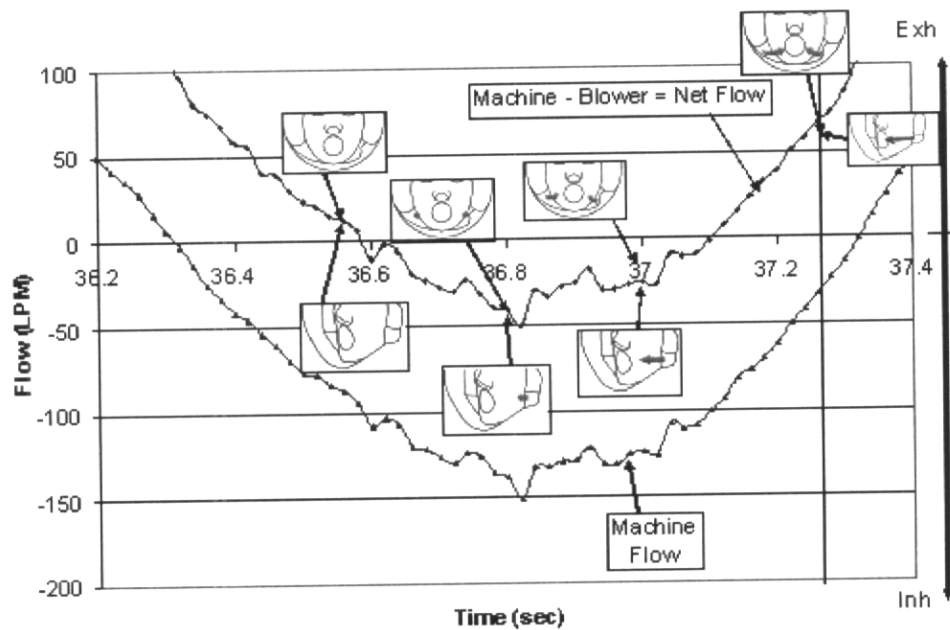 Exh
100
Machine - Blower = Net Flow
50
0
36.2
36.4
36.6
36.8
37
37.2
37.4
Flow (LPM)
-50
-100
-150
Machine
Flow
-200
Time (sec)
Inh